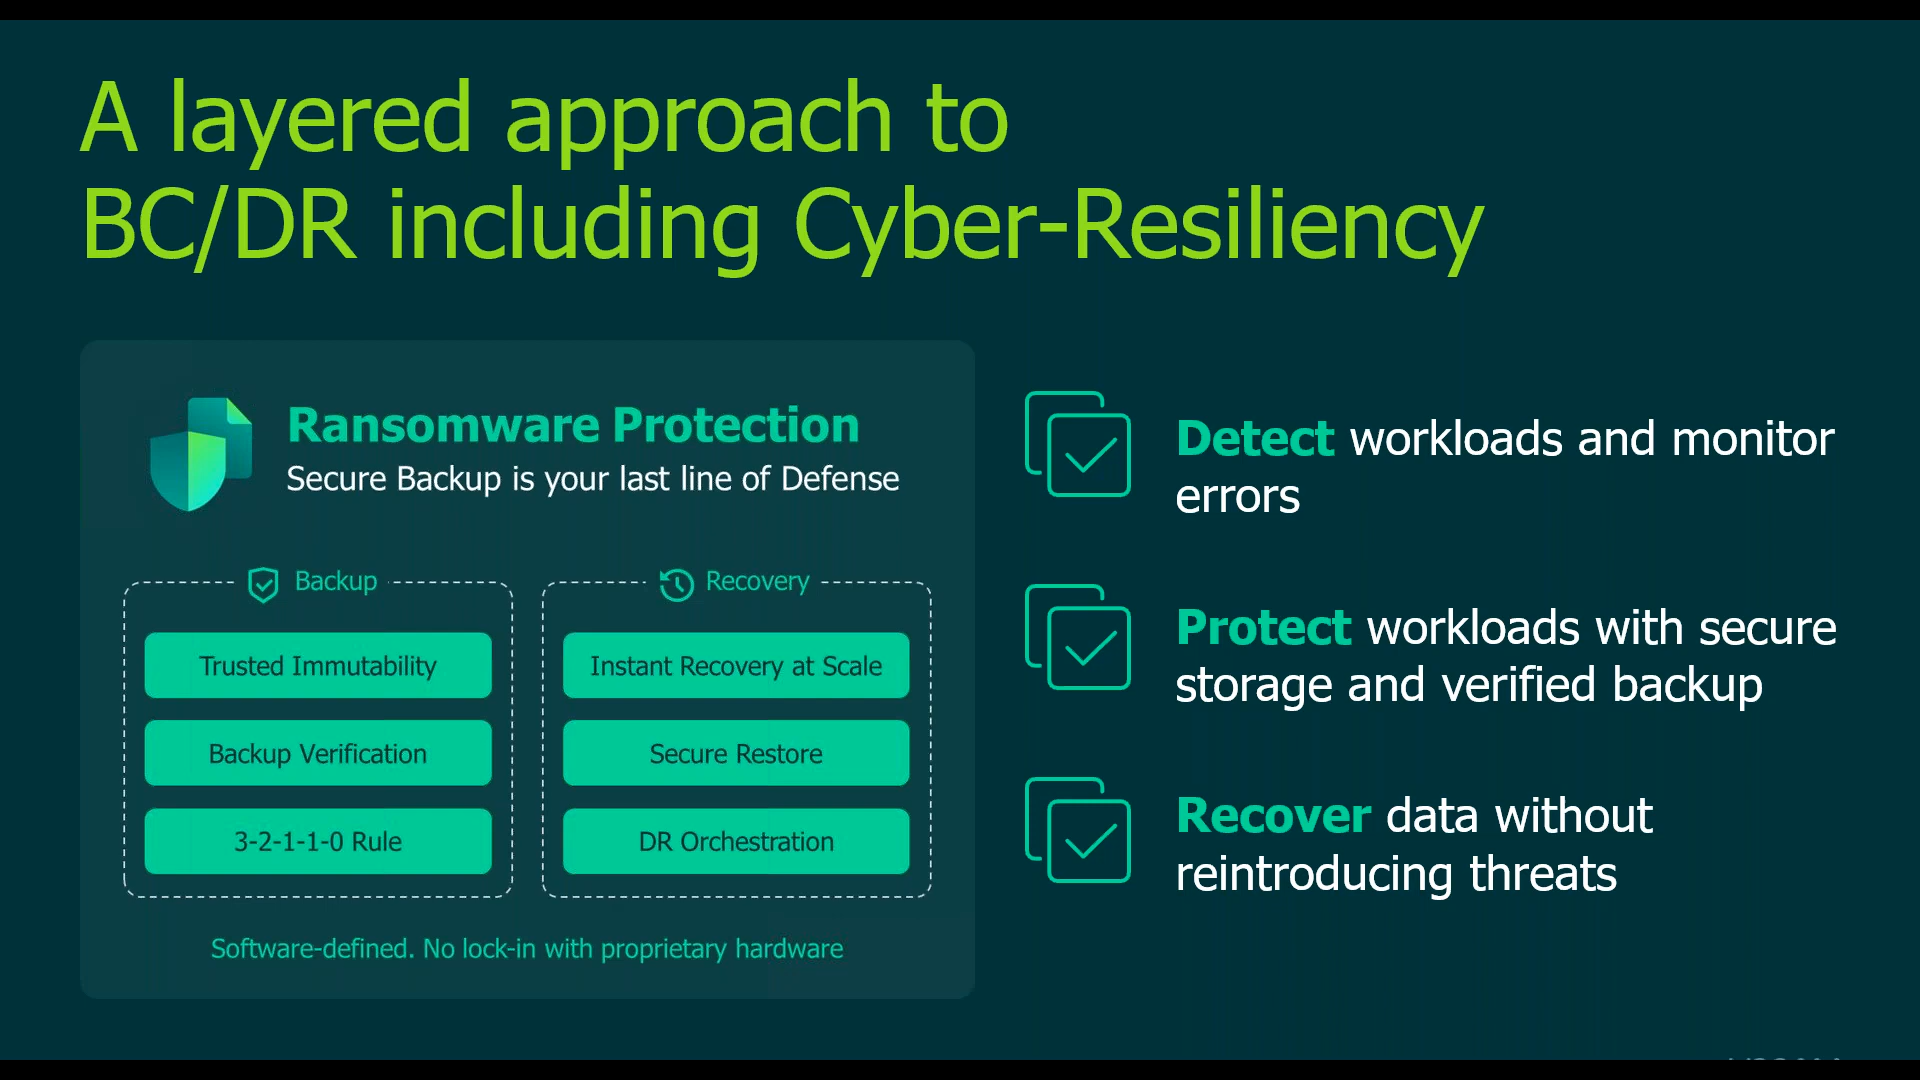 A layered approach to
BC/DR including Cyber-Resiliency
Ransomware Protection
Secure Backup is your last line of Defense
Backup
Trusted Immutability
Backup Verification
3-2-1-1-0 Rule
Recovery
Instant Recovery at Scale
Secure Restore
DR Orchestration
Software-defined. No lock-in with proprietary hardware
Detect workloads and monitor
errors
Protect workloads with secure
storage and verified backup
Recover data without
reintroducing threats